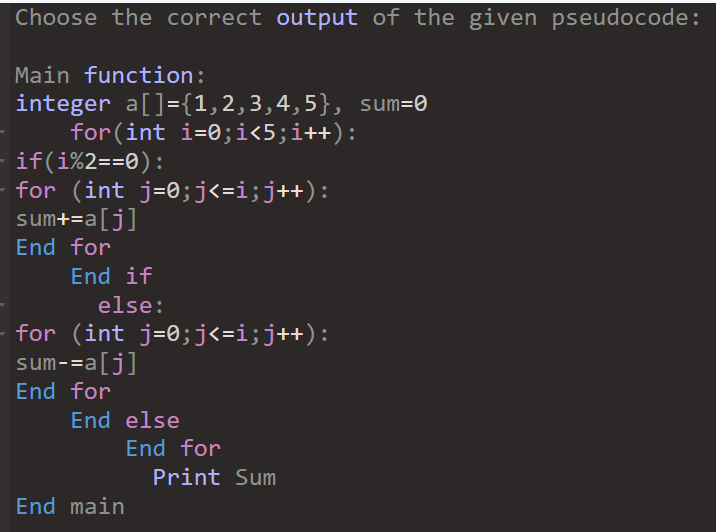 Choose the correct output of the given pseudocode:
Main function:
integer a[]={1,2,3,4,5}, sum=0
for(int i=0;i<5;i++):
if(i%2==0):
for (int j=0;j<=i;j++):
sum+=a[j]
End for
End if
else:
for (int j=0;j<=i;j++):
sum-=a[j]
End for
End else
End for
Print Sum
End main